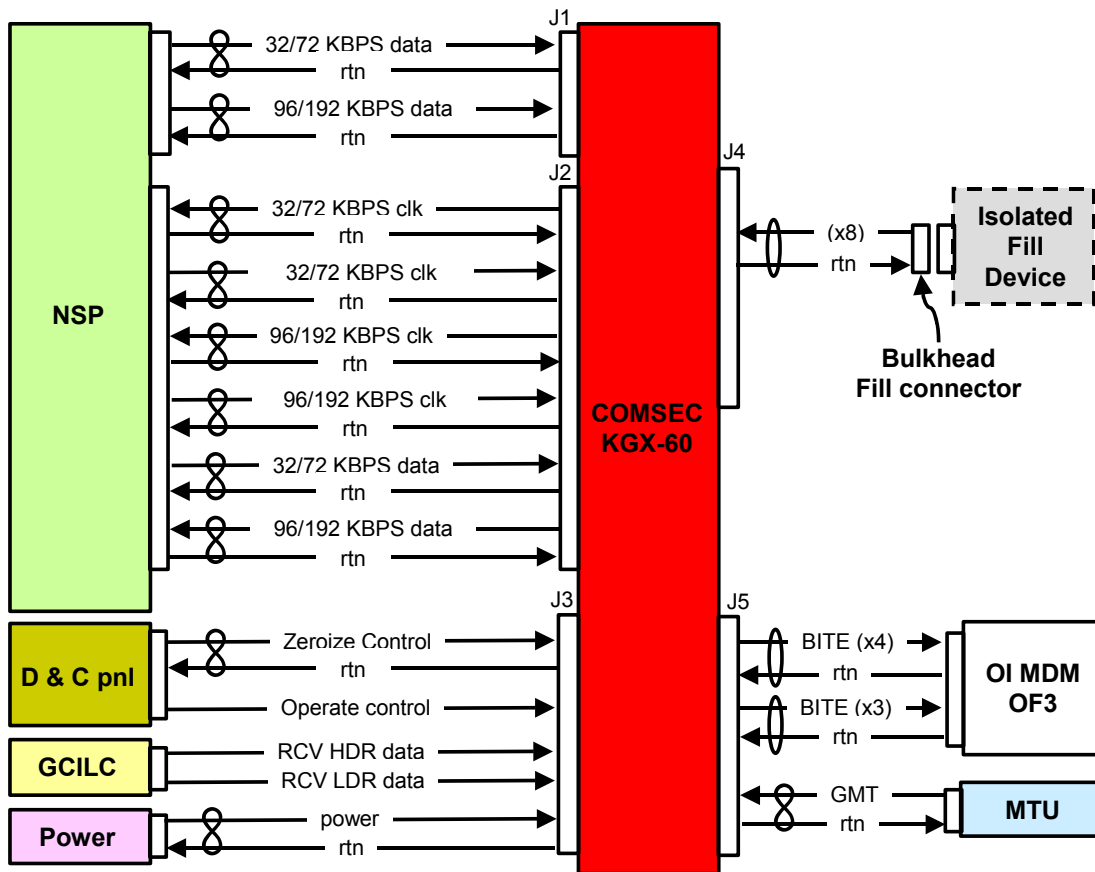 J1
32/72 KBPS data
rtn
96/192 KBPS data
rtn
J2
32/72 KBPS clk
rtn
32/72 KBPS clk
rtn
96/192 KBPS clk
rtn
96/192 KBPS clk
rtn
32/72 KBPS data
rtn
96/192 KBPS data
rtn
NSP
J3
Zeroize Control
rtn
Operate control
D & C pnl
RCV HDR data
RCV LDR data
GCILC
power
rtn
Power
COMSEC
KGX-60
J4
(x8)
rtn
Isolated
Fill
Device
Bulkhead
Fill connector
J5
BITE (x4)
rtn
BITE (x3)
rtn
OI MDM
OF3
GMT
rtn
MTU